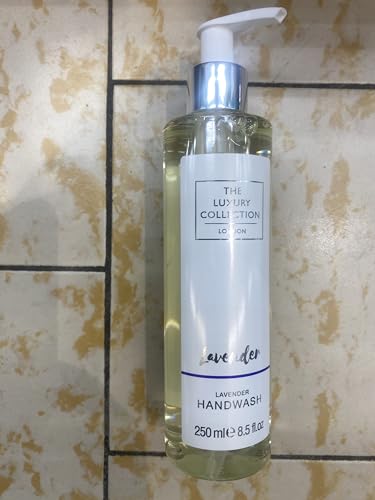 THE
LUXURY
COLLECTION
LONDON
Lavender
LAVENDER
HANDWASH
250 ml e 8.5 fl.oz